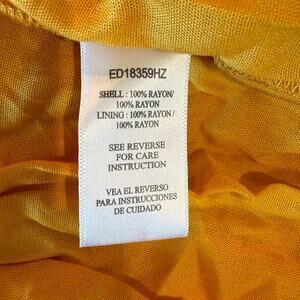 ED18359HZ
SHELL : 100% RAYON/
100% RAYON
LINING : 100% RAYON /
100% RAYON
SEE REVERSE
FOR CARE
INSTRUCTION
VEA EL REVERSO
PARA INSTRUCCIONES
DE CUIDADO